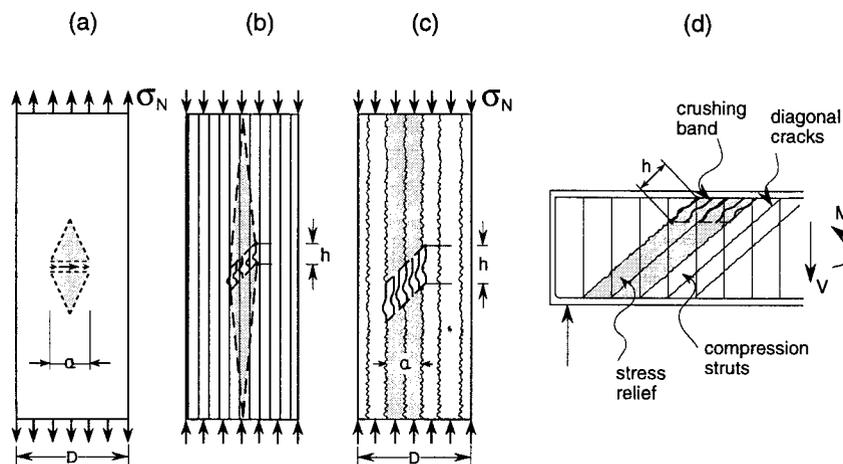 (a)
(b)
(c)
(d)
σN
σN
h
h
a
a
D
D
crushing
band
diagonal
cracks
h
M
V
stress
relief
compression
struts